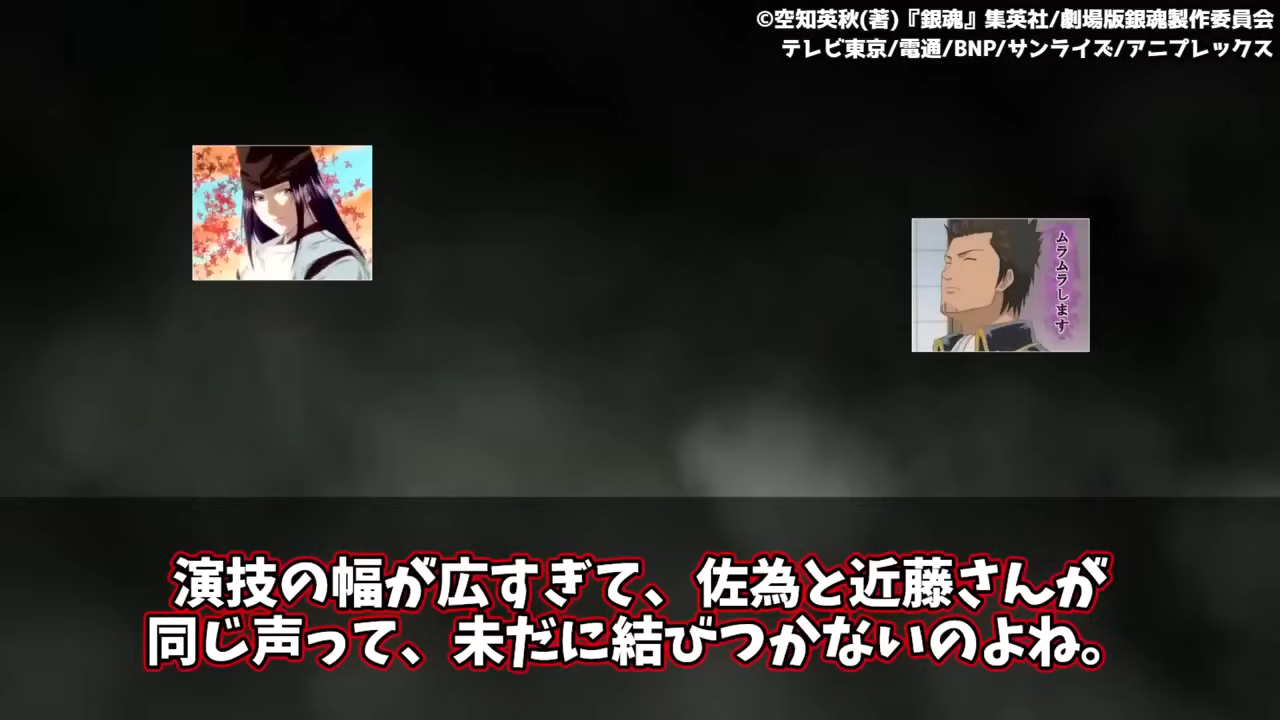 ©空知英秋(著)『銀魂』集英社/劇場版銀魂製作委員会
テレビ東京/電通/BNP/サンライズ/アニプレックス
ムラムラします
演技の幅が広すぎて、佐為と近藤さんが
同じ声って、未だに結びつかないのよね。